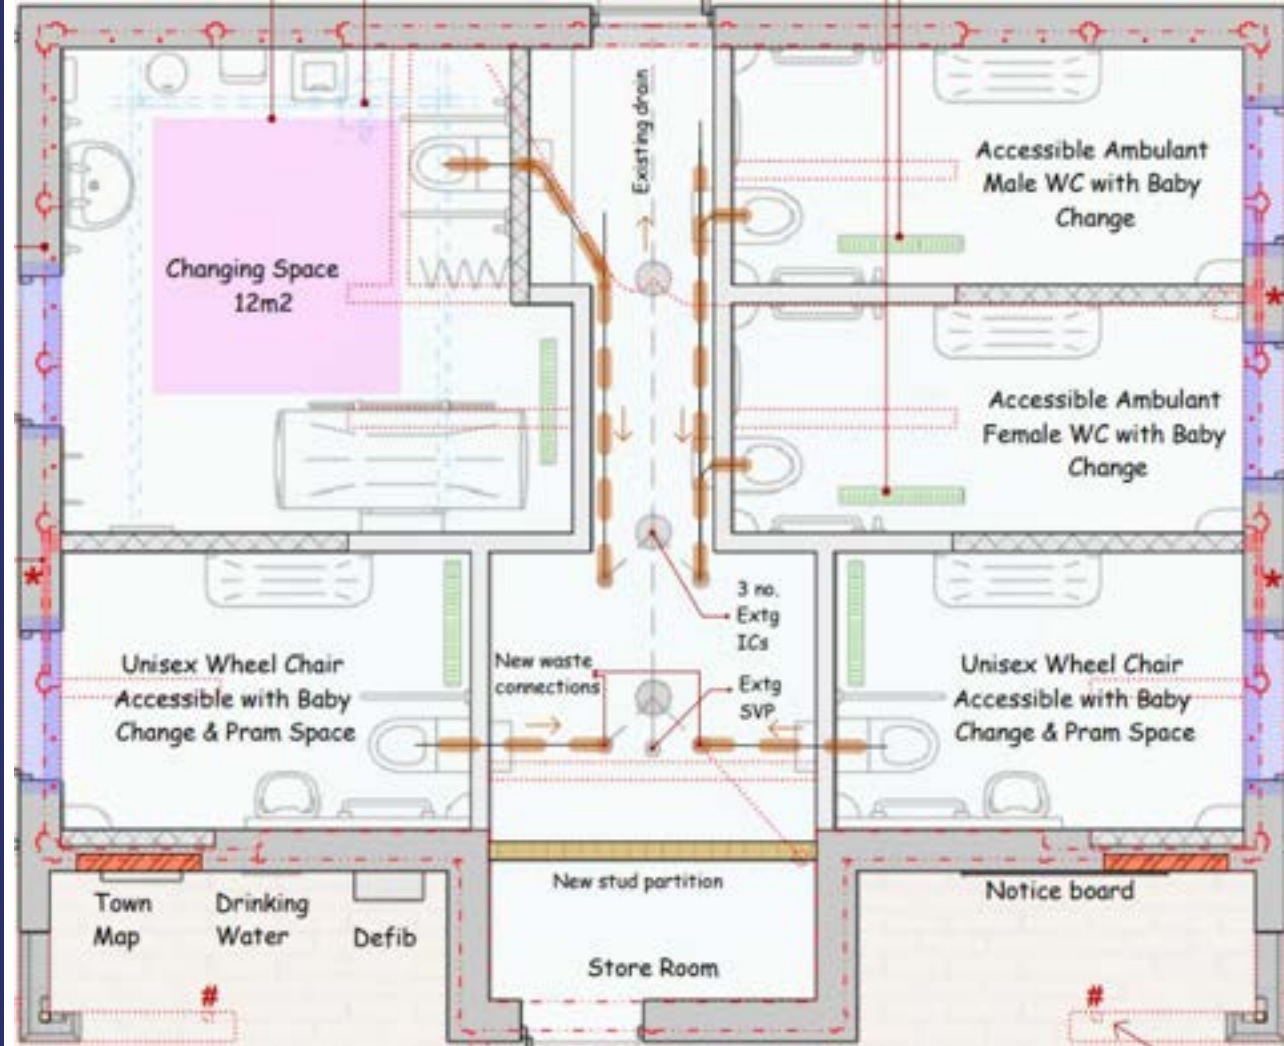 Existing drain
Accessible Ambulant
Male WC with Baby
Change
Changing Space
12m2
*
Accessible Ambulant
Female WC with Baby
Change
*
*
3 no.
Extg
ICs
New waste
connections
Extg
SVP
Unisex Wheel Chair
Accessible with Baby
Change & Pram Space
Unisex Wheel Chair
Accessible with Baby
Change & Pram Space
New stud partition
Town
Map
Drinking
Water
Defib
Notice board
Store Room
#
#